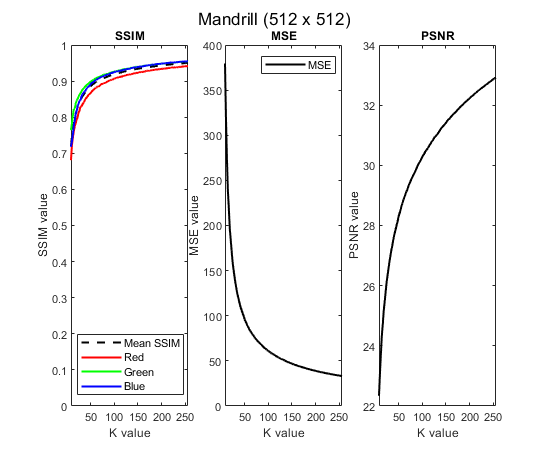 Mandrill (512 x 512)
SSIM
1
0.9
0.8
0.7
0.6
0.5
0.4
0.3
0.2
0.1
0
SSIM value
Mean SSIM
Red
Green
Blue
50 100 150 200 250
K value
MSE
400
350
300
250
200
150
100
50
0
MSE value
MSE
50 100 150 200 250
K value
PSNR
34
32
30
28
26
24
22
PSNR value
50 100 150 200 250
K value